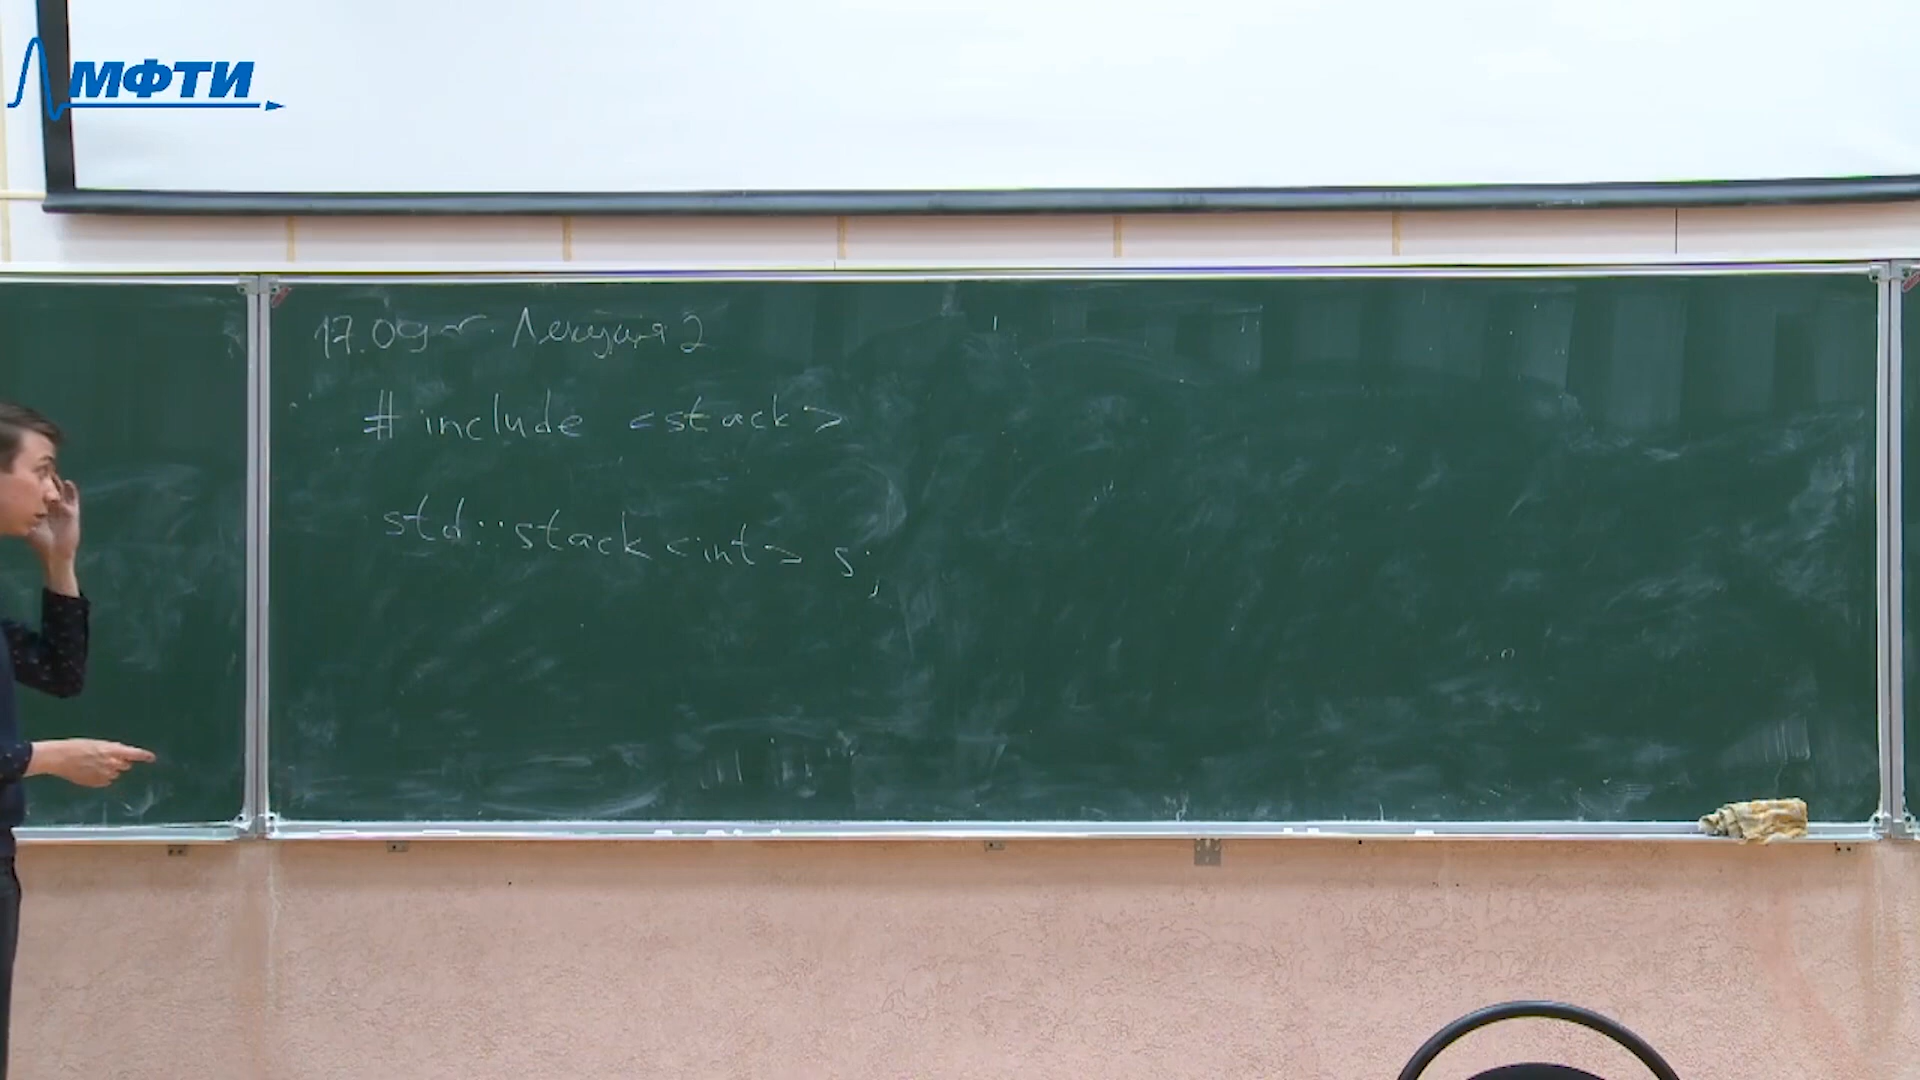 МФТИ
17.09 Лекция 2
#include <stack>
std::stack<int> s;